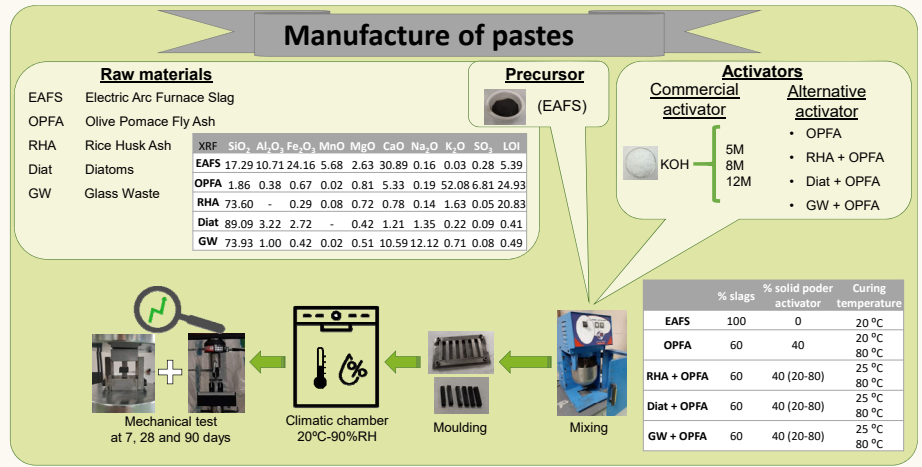 Manufacture of pastes
Raw materials
EAFS Electric Arc Furnace Slag
OPFA Olive Pomace Fly Ash
RHA Rice Husk Ash
Diat Diatoms
GW Glass Waste
XRF SiO₂ Al₂O₃ Fe₂O₃ MnO MgO CaO Na₂O K₂O SO₃ LOI
EAFS 17.29 10.71 24.16 5.68 2.63 30.89 0.16 0.03 0.28 5.39
OPFA 1.86 0.38 0.67 0.02 0.81 5.33 0.19 52.08 6.81 24.93
RHA 73.60 - 0.29 0.08 0.72 0.78 0.14 1.63 0.05 20.83
Diat 89.09 3.22 2.72 - 0.42 1.21 1.35 0.22 0.09 0.41
GW 73.93 1.00 0.42 0.02 0.51 10.59 12.12 0.71 0.08 0.49
Precursor
(EAFS)
Activators
Commercial
activator
KOH
5M
8M
12M
Alternative
activator
• OPFA
• RHA + OPFA
• Diat + OPFA
• GW + OPFA
% slags % solid poder activator Curing temperature
EAFS 100 0 20 ºC
OPFA 60 40 20 ºC
80 ºC
RHA + OPFA 60 40 (20-80) 25 ºC
80 ºC
Diat + OPFA 60 40 (20-80) 25 ºC
80 ºC
GW + OPFA 60 40 (20-80) 25 ºC
80 ºC
Mixing
Moulding
%
Climatic chamber
20ºC-90%RH
Mechanical test
at 7, 28 and 90 days